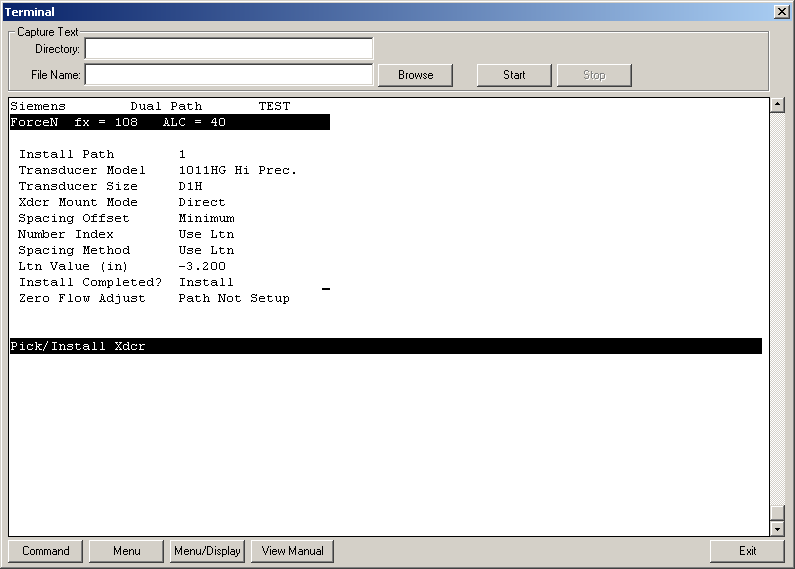 Terminal
Capture Text
Directory:
File Name: Browse Start Stop
Siemens Dual Path TEST
ForceN fx = 108 ALC = 40
Install Path 1
Transducer Model 1011HG Hi Prec.
Transducer Size D1H
Xdcr Mount Mode Direct
Spacing Offset Minimum
Number Index Use Ltn
Spacing Method Use Ltn
Ltn Value (in) -3.200
Install Completed? Install _
Zero Flow Adjust Path Not Setup
Pick/Install Xdcr
Command Menu Menu/Display View Manual Exit